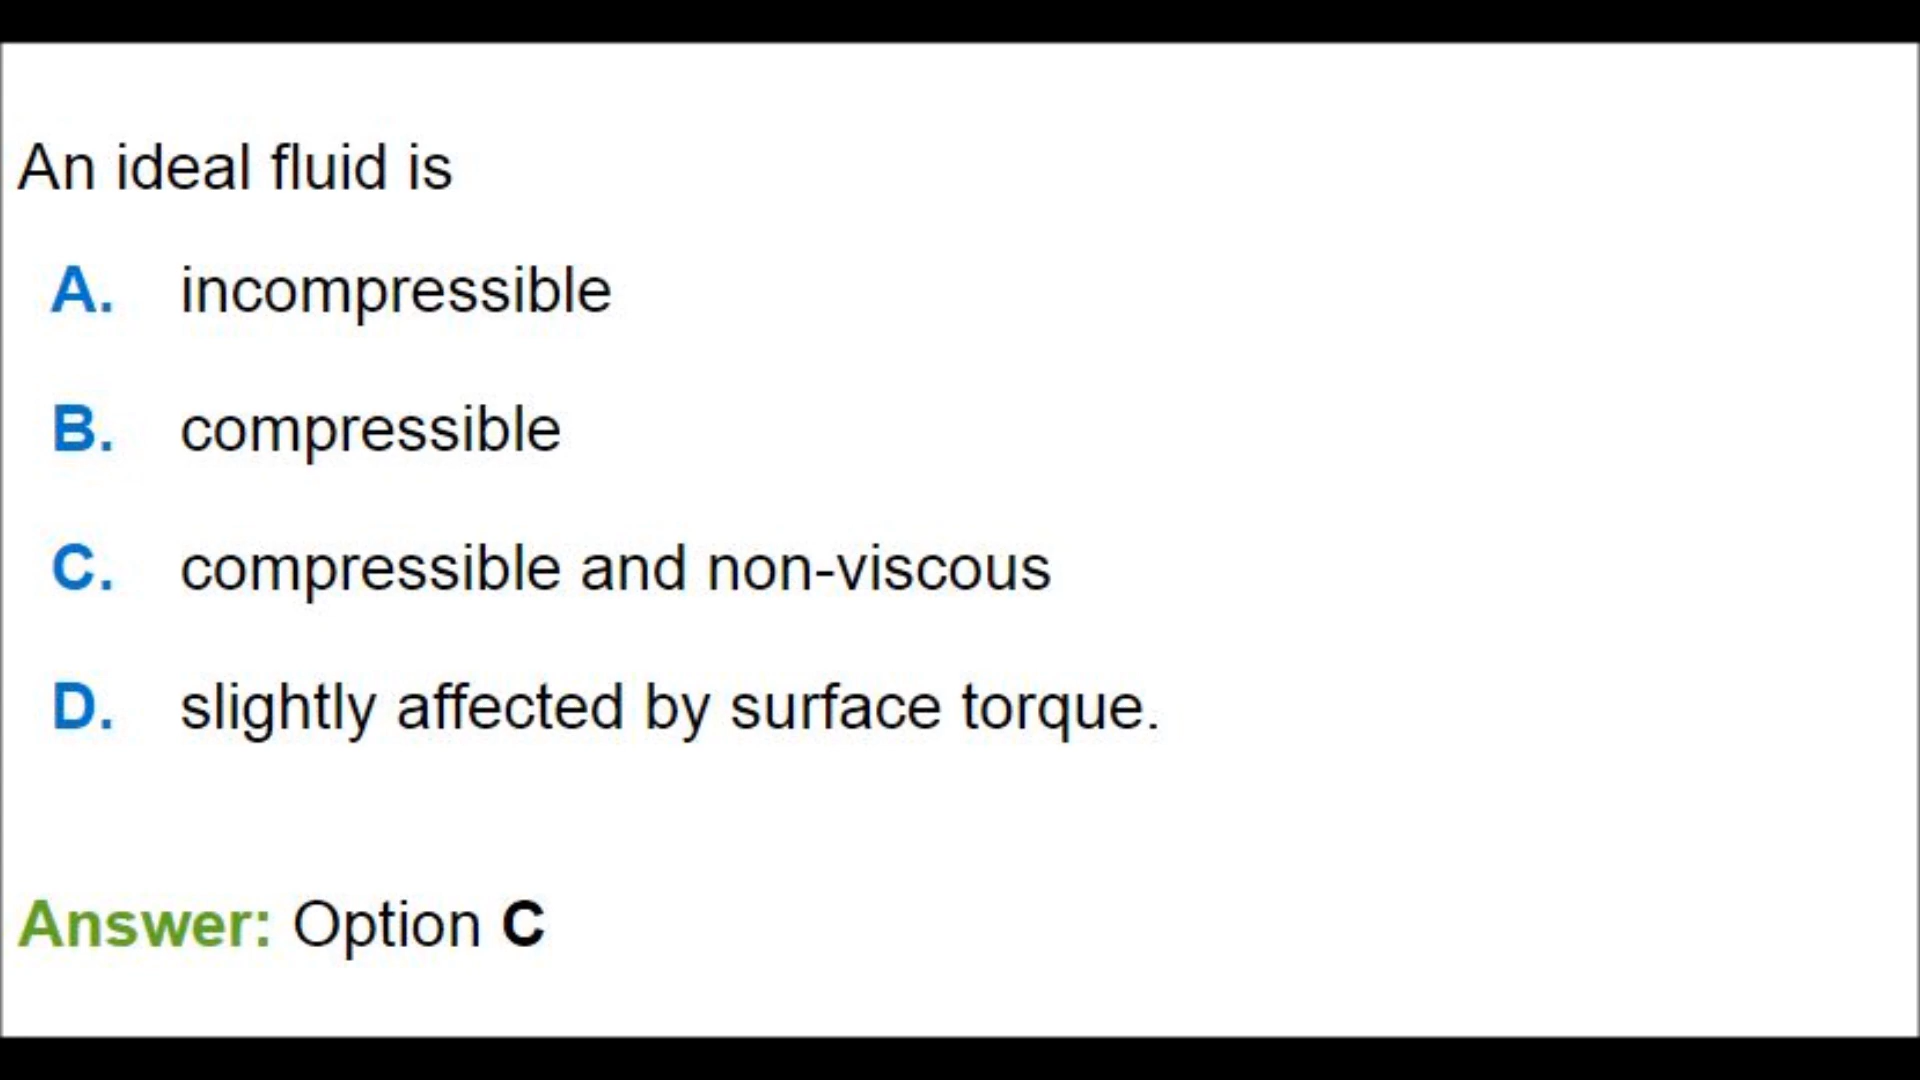 An ideal fluid is
A. incompressible
B. compressible
C. compressible and non-viscous
D. slightly affected by surface torque.
Answer: Option C